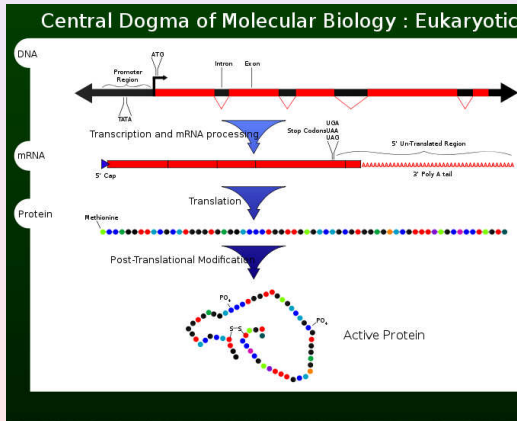 Central Dogma of Molecular Biology : Eukaryotic
DNA
ATG
Promoter
Region
Intron
Exon
TATA
Transcription and mRNA processing
Stop Codons
UGA
UAA
UAG
5' Un-Translated Region
mRNA
5' Cap
3' Poly A tail
Translation
Protein
Methionine
Post-Translational Modification
PO4
S-S
PO4
Active Protein